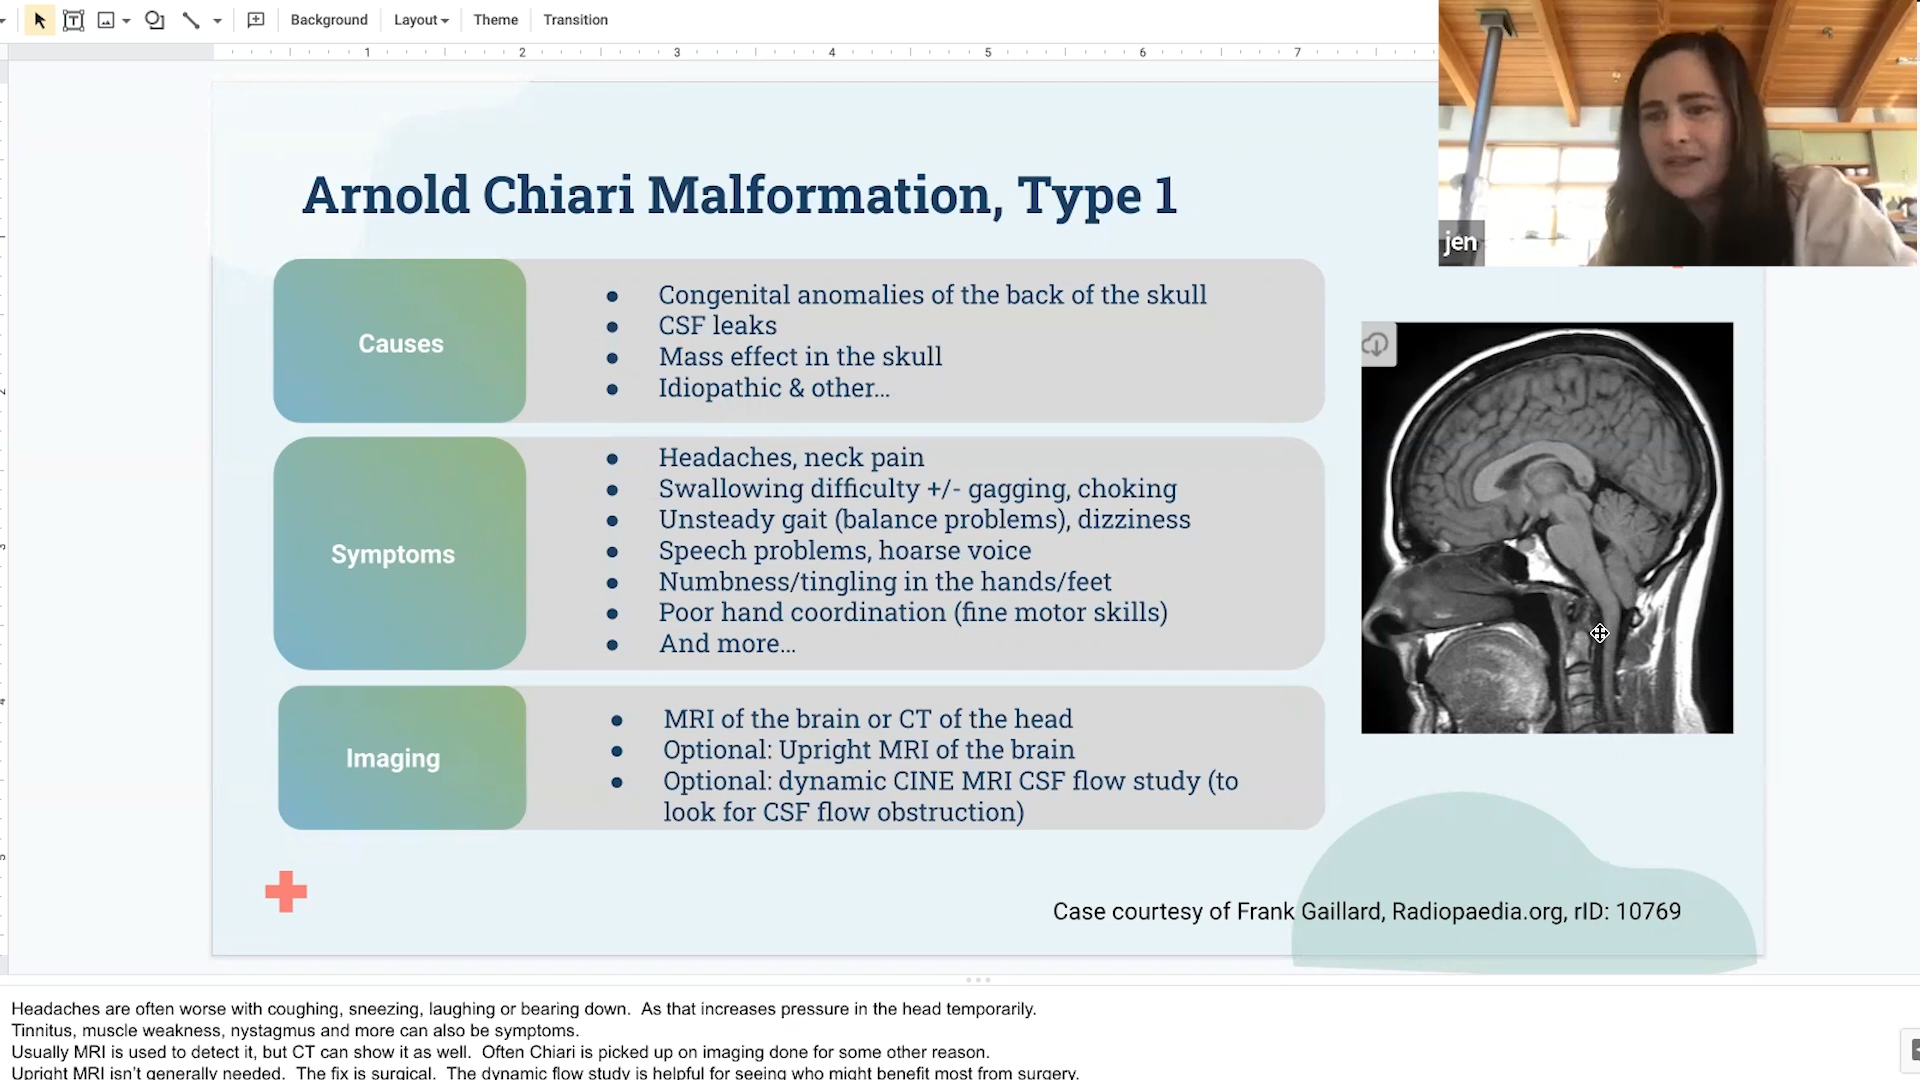 Background
Layout
Theme
Transition
1
2
3
4
5
6
7
jen
Arnold Chiari Malformation, Type 1
Causes
● Congenital anomalies of the back of the skull
● CSF leaks
● Mass effect in the skull
● Idiopathic & other...
Symptoms
● Headaches, neck pain
● Swallowing difficulty +/- gagging, choking
● Unsteady gait (balance problems), dizziness
● Speech problems, hoarse voice
● Numbness/tingling in the hands/feet
● Poor hand coordination (fine motor skills)
● And more...
Imaging
● MRI of the brain or CT of the head
● Optional: Upright MRI of the brain
● Optional: dynamic CINE MRI CSF flow study (to
look for CSF flow obstruction)
Case courtesy of Frank Gaillard, Radiopaedia.org, rID: 10769
Headaches are often worse with coughing, sneezing, laughing or bearing down. As that increases pressure in the head temporarily.
Tinnitus, muscle weakness, nystagmus and more can also be symptoms.
Usually MRI is used to detect it, but CT can show it as well. Often Chiari is picked up on imaging done for some other reason.
Upright MRI isn't generally needed. The fix is surgical. The dynamic flow study is helpful for seeing who might benefit most from surgery.